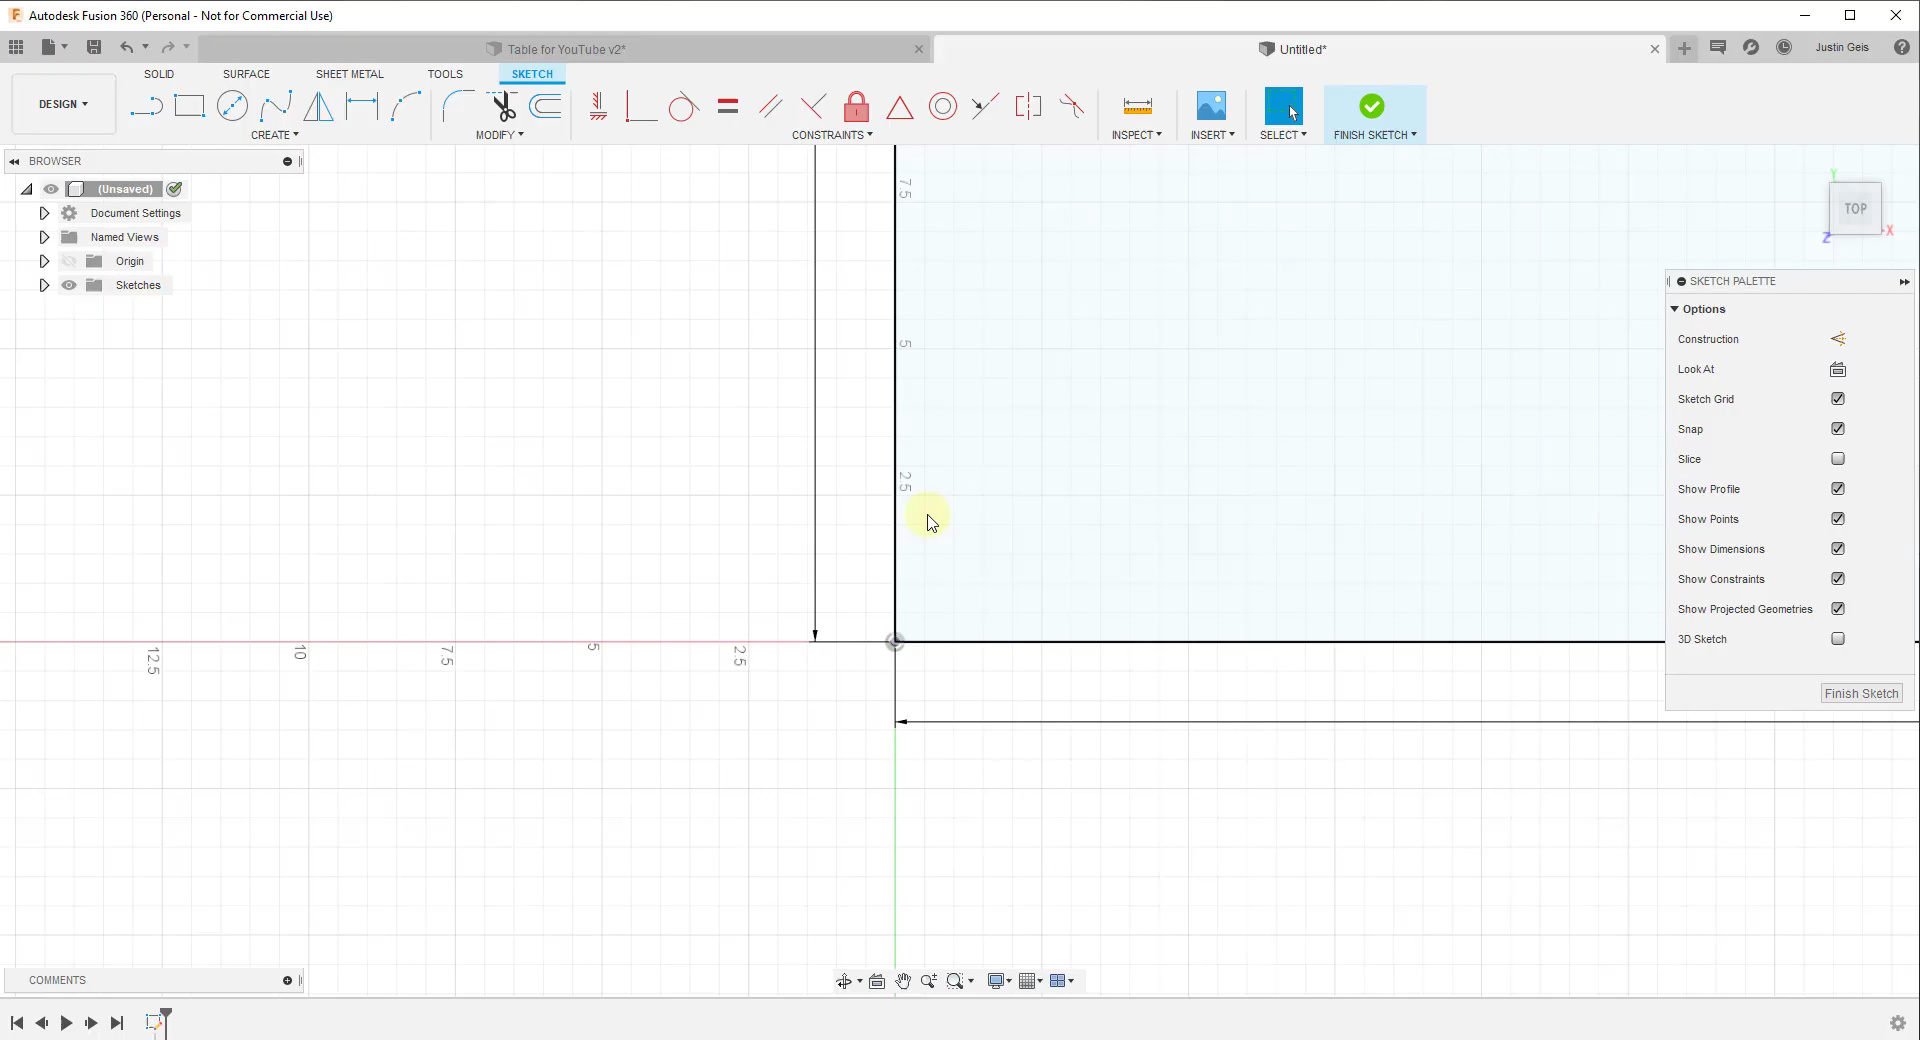 Autodesk Fusion 360 (Personal - Not for Commercial Use)
Table for YouTube v2*
Untitled*
Justin Geis
SOLID
SURFACE
SHEET METAL
TOOLS
SKETCH
DESIGN
CREATE
MODIFY
CONSTRAINTS
INSPECT
INSERT
SELECT
FINISH SKETCH
BROWSER
(Unsaved)
Document Settings
Named Views
Origin
Sketches
7.5
5
2.5
12.5
10
7.5
5
2.5
TOP
Y
X
Z
SKETCH PALETTE
Options
Construction
Look At
Sketch Grid
Snap
Slice
Show Profile
Show Points
Show Dimensions
Show Constraints
Show Projected Geometries
3D Sketch
Finish Sketch
COMMENTS